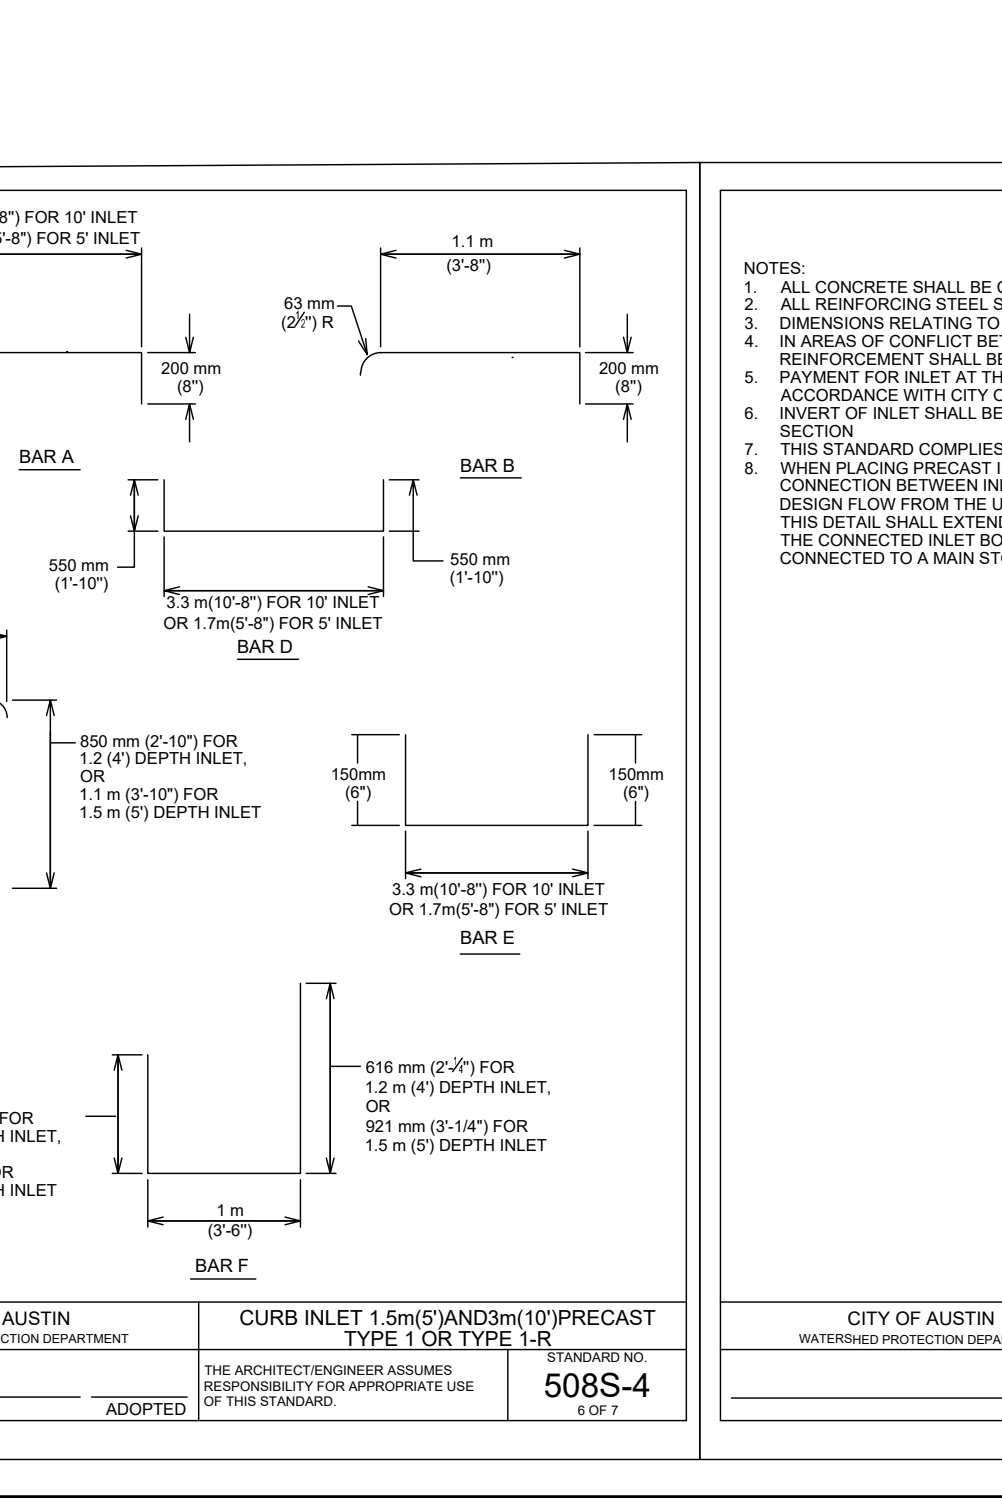 8") FOR 10' INLET
5'-8") FOR 5' INLET
1.1 m
(3'-8")
63 mm
(2½") R
200 mm
(8")
200 mm
(8")
BAR A
BAR B
550 mm
(1'-10")
550 mm
(1'-10")
3.3 m(10'-8") FOR 10' INLET
OR 1.7m(5'-8") FOR 5' INLET
BAR D
850 mm (2'-10") FOR
1.2 (4') DEPTH INLET,
OR
1.1 m (3'-10") FOR
1.5 m (5') DEPTH INLET
150mm
(6")
150mm
(6")
3.3 m(10'-8") FOR 10' INLET
OR 1.7m(5'-8") FOR 5' INLET
BAR E
616 mm (2'-¼") FOR
1.2 m (4') DEPTH INLET,
OR
921 mm (3'-1/4") FOR
1.5 m (5') DEPTH INLET
FOR
H INLET,
OR
H INLET
1 m
(3'-6")
BAR F
AUSTIN
CTION DEPARTMENT
ADOPTED
CURB INLET 1.5m(5')AND3m(10')PRECAST
TYPE 1 OR TYPE 1-R
THE ARCHITECT/ENGINEER ASSUMES
RESPONSIBILITY FOR APPROPRIATE USE
OF THIS STANDARD.
STANDARD NO.
508S-4
6 OF 7
NOTES:
1. ALL CONCRETE SHALL BE
2. ALL REINFORCING STEEL S
3. DIMENSIONS RELATING TO
4. IN AREAS OF CONFLICT BE
REINFORCEMENT SHALL BE
5. PAYMENT FOR INLET AT TH
ACCORDANCE WITH CITY O
6. INVERT OF INLET SHALL BE
SECTION
7. THIS STANDARD COMPLIES
8. WHEN PLACING PRECAST I
CONNECTION BETWEEN IN
DESIGN FLOW FROM THE U
THIS DETAIL SHALL EXTEND
THE CONNECTED INLET BO
CONNECTED TO A MAIN STO
CITY OF AUSTIN
WATERSHED PROTECTION DEPA